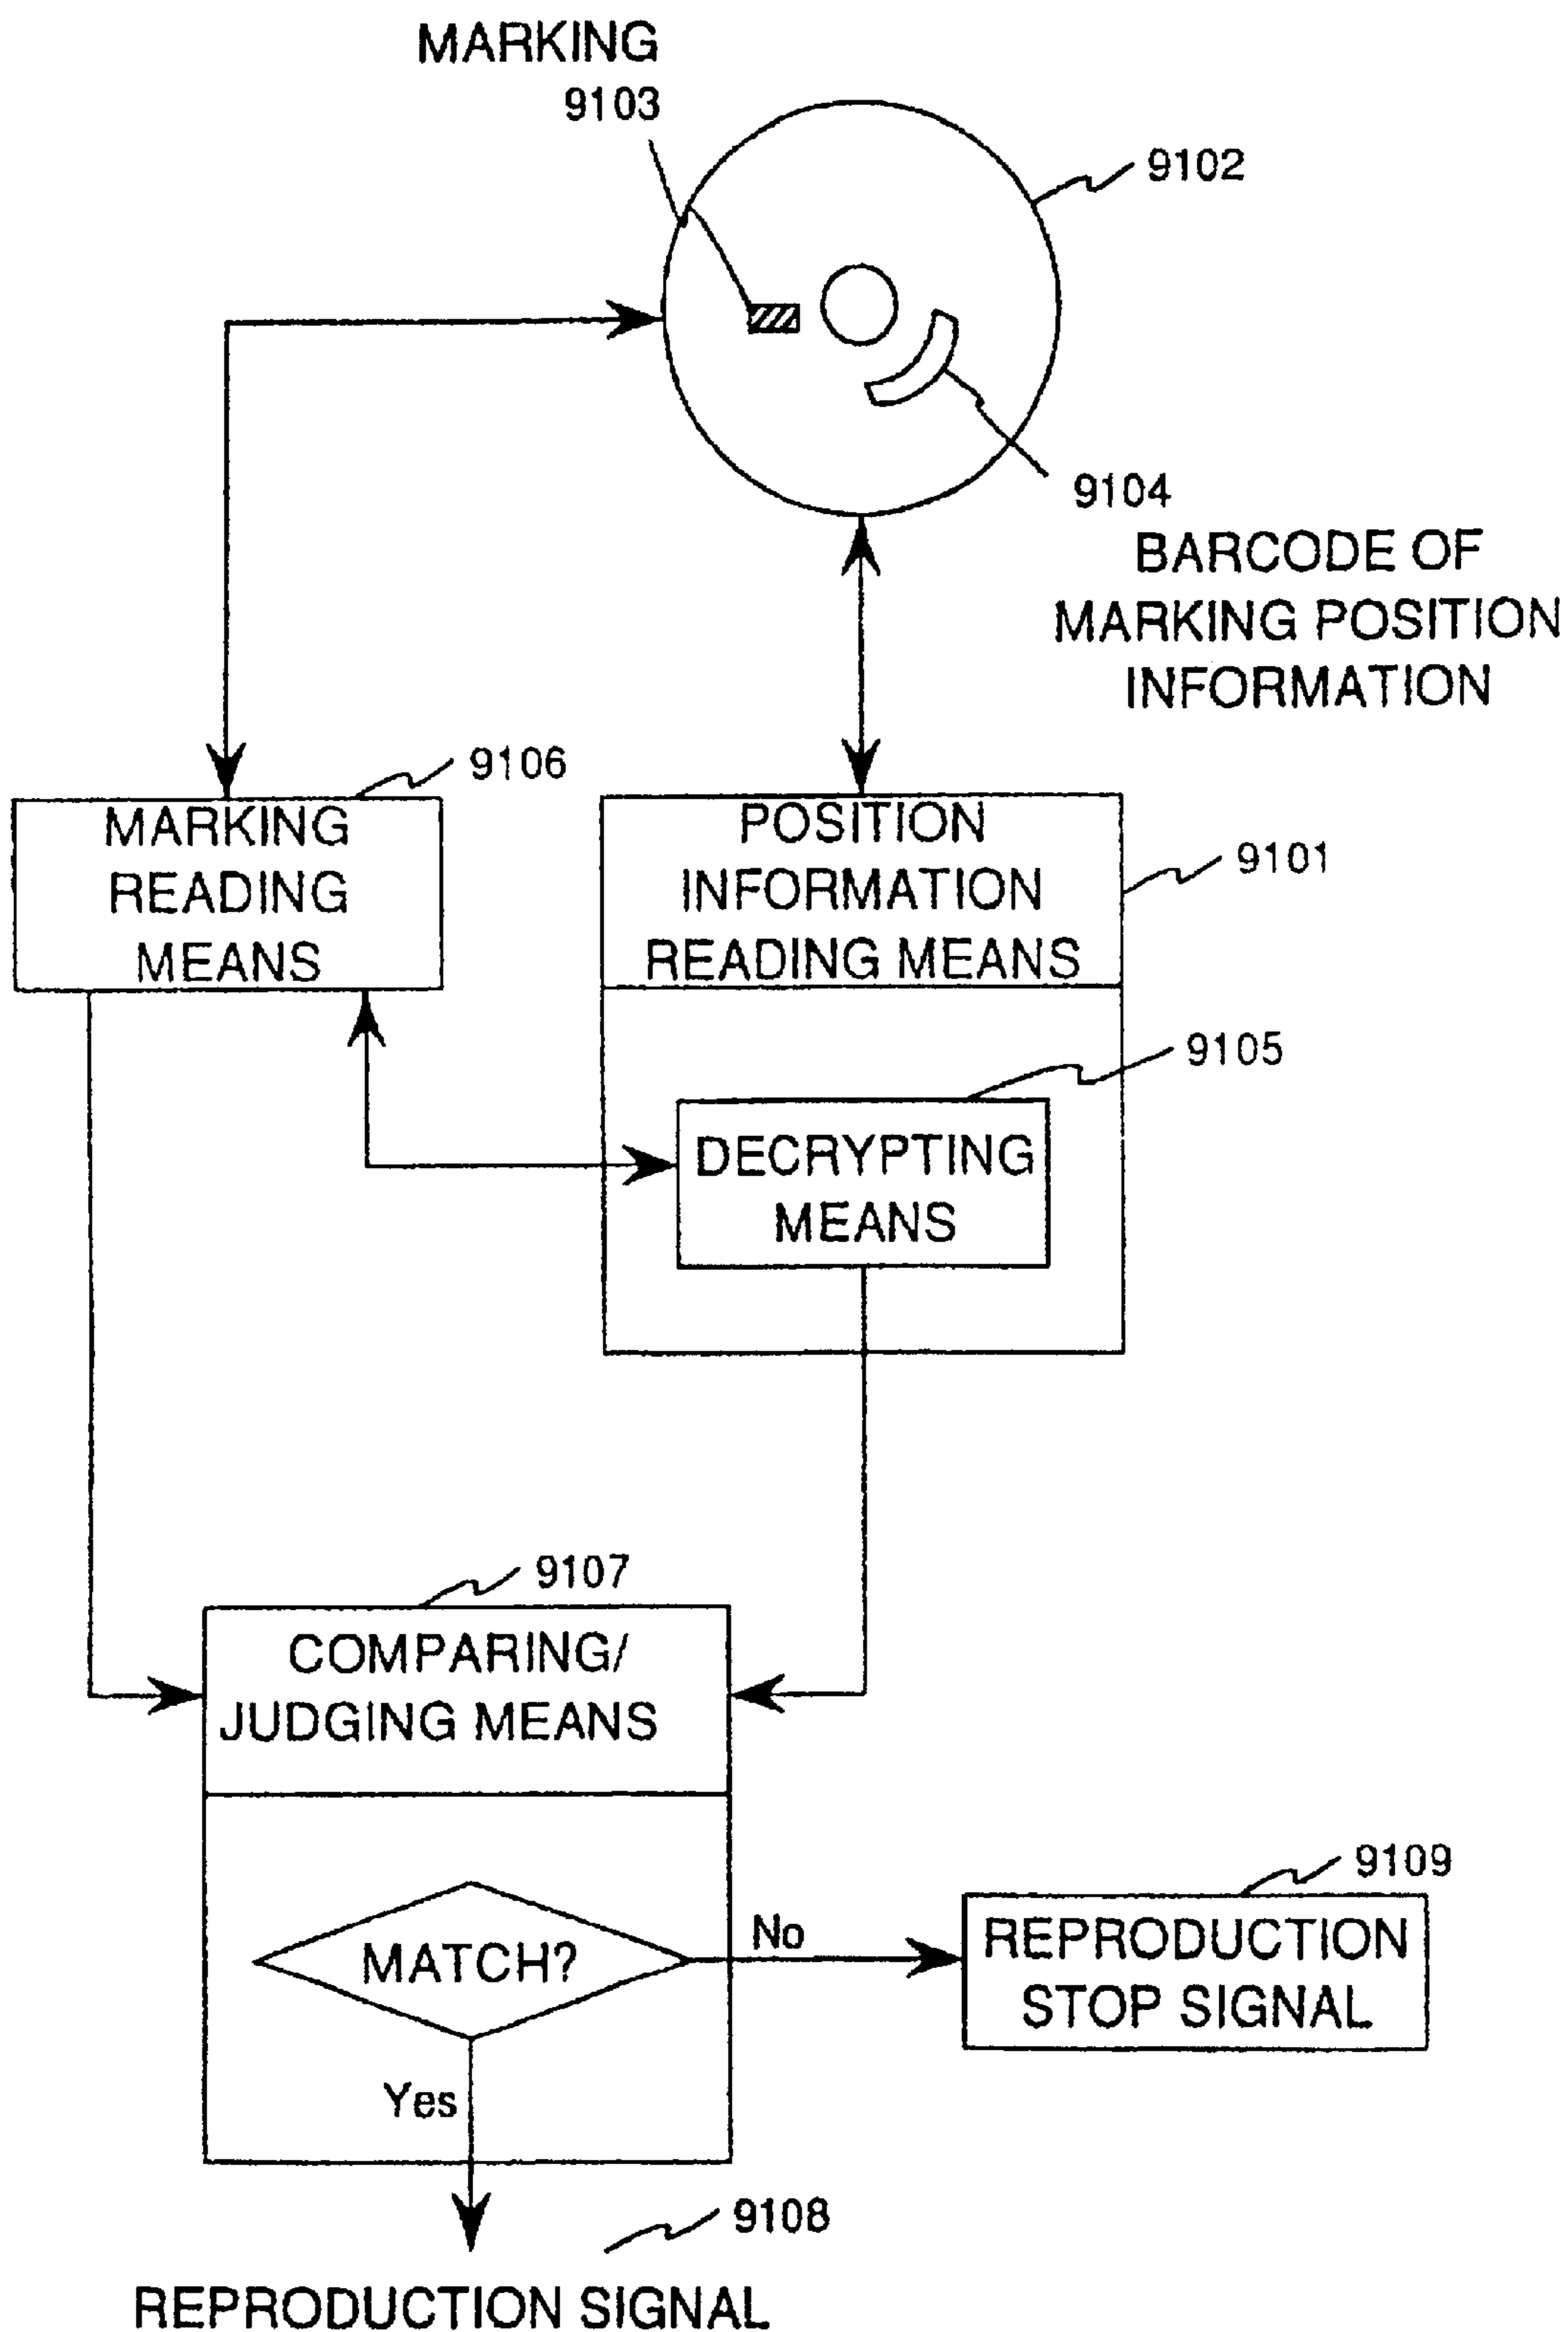 MARKING
9103
9102
9104
BARCODE OF
MARKING POSITION
INFORMATION
9106
MARKING
READING
MEANS
POSITION
INFORMATION
READING MEANS
9101
9105
DECRYPTING
MEANS
9107
COMPARING/
JUDGING MEANS
MATCH?
No
9109
REPRODUCTION
STOP SIGNAL
Yes
9108
REPRODUCTION SIGNAL